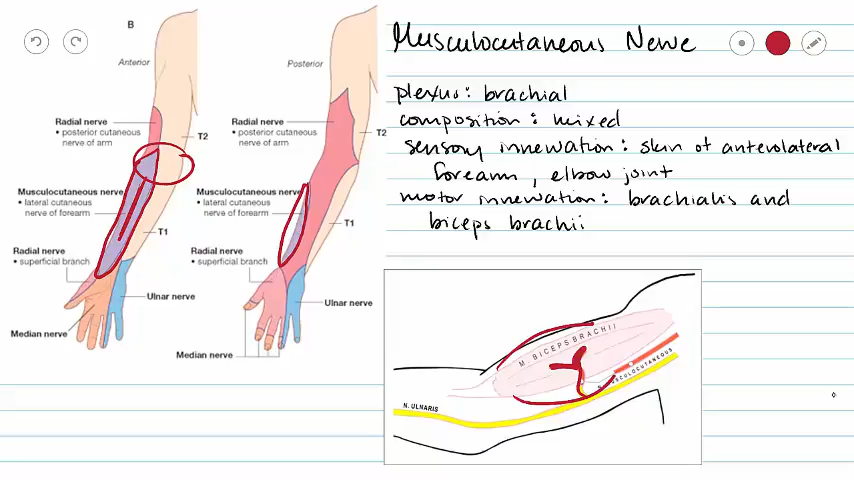 B
Anterior
Radial nerve
• posterior cutaneous
nerve of arm
T2
Musculocutaneous nerve
• lateral cutaneous
nerve of forearm
T1
Radial nerve
• superficial branch
Ulnar nerve
Median nerve
Posterior
Radial nerve
• posterior cutaneous
nerve of arm
T2
Musculocutaneous nerve
• lateral cutaneous
nerve of forearm
T1
Radial nerve
• superficial branch
Ulnar nerve
Median nerve
Musculocutaneous Nerve
plexus: brachial
composition: mixed
sensory innervation: skin of anterolateral
forearm, elbow joint
motor innervation: brachialis and
biceps brachii
M. BICEPS BRACHII
N. ULNARIS